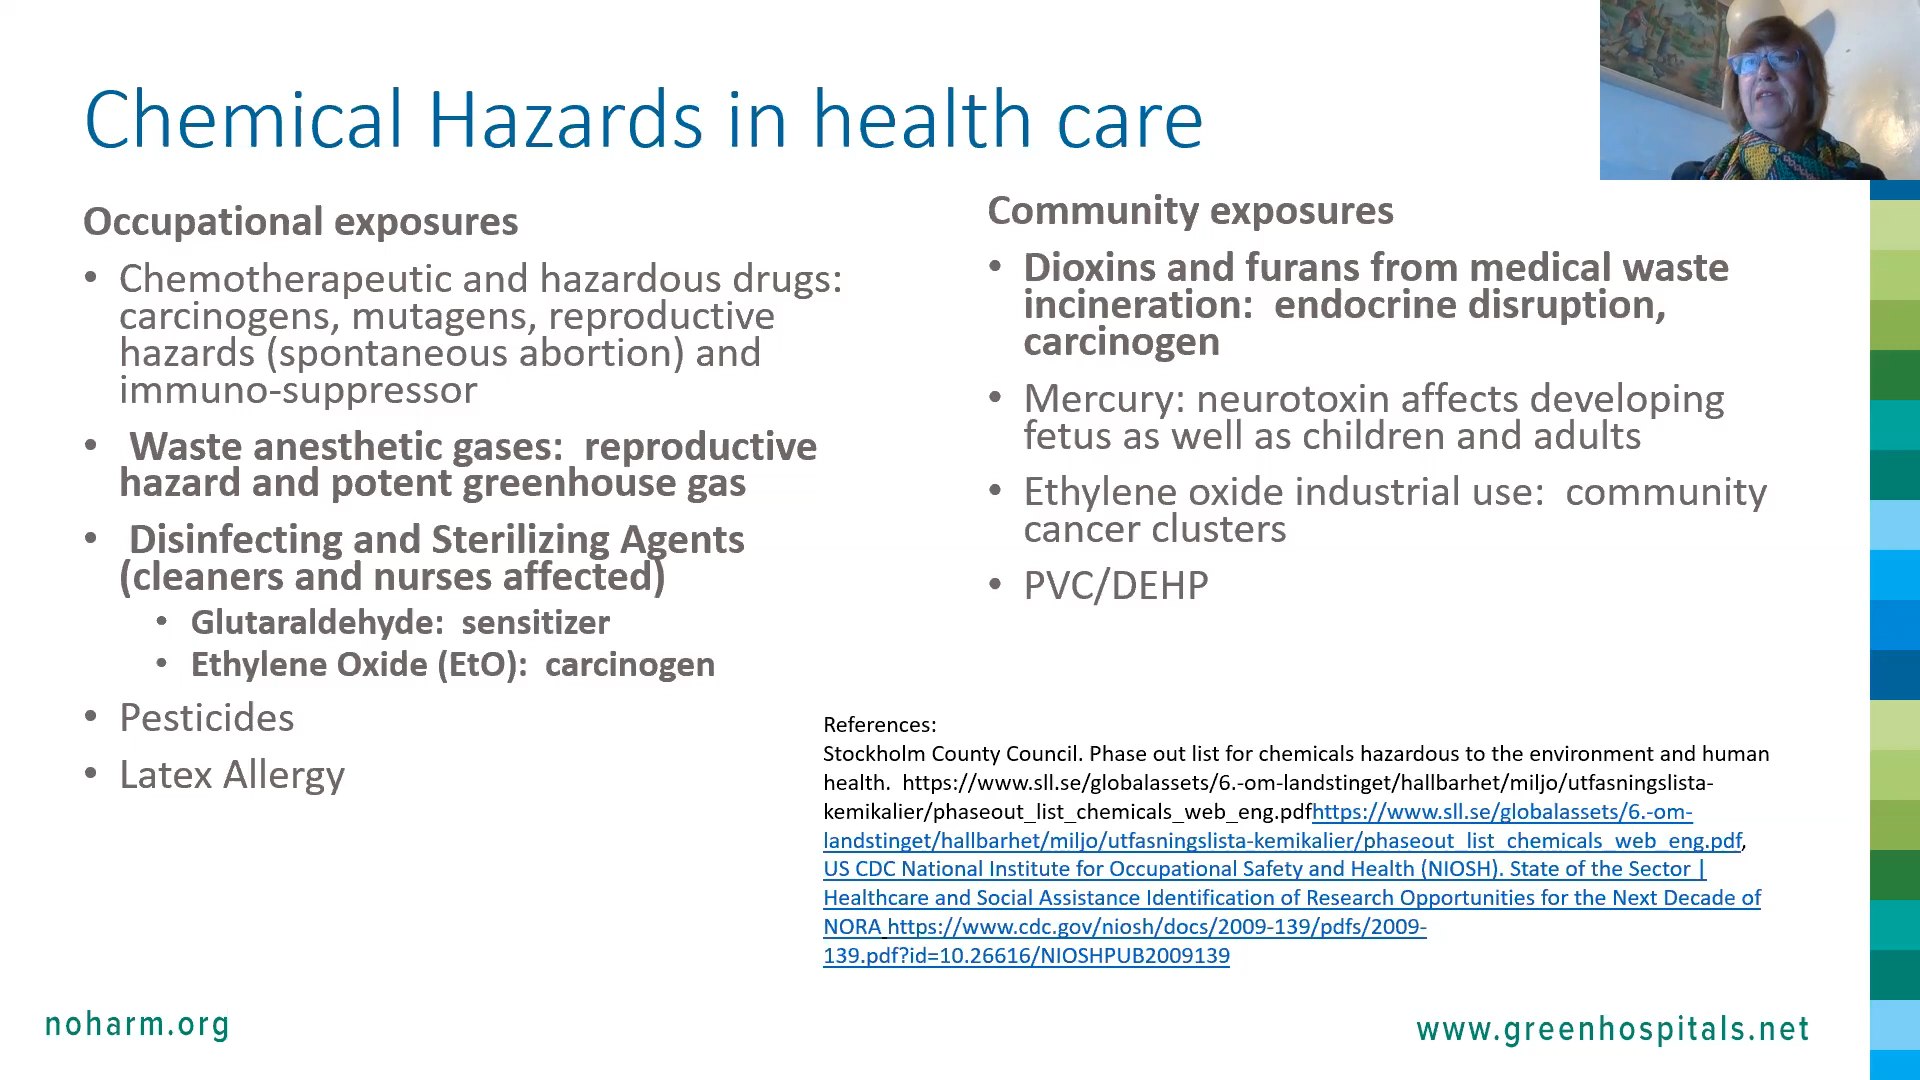 Chemical Hazards in health care
Occupational exposures
• Chemotherapeutic and hazardous drugs:
carcinogens, mutagens, reproductive
hazards (spontaneous abortion) and
immuno-suppressor
• Waste anesthetic gases:  reproductive
hazard and potent greenhouse gas
• Disinfecting and Sterilizing Agents
(cleaners and nurses affected)
• Glutaraldehyde:  sensitizer
• Ethylene Oxide (EtO):  carcinogen
• Pesticides
• Latex Allergy
Community exposures
• Dioxins and furans from medical waste
incineration:  endocrine disruption,
carcinogen
• Mercury: neurotoxin affects developing
fetus as well as children and adults
• Ethylene oxide industrial use:  community
cancer clusters
• PVC/DEHP
References:
Stockholm County Council. Phase out list for chemicals hazardous to the environment and human
health.  https://www.sll.se/globalassets/6.-om-landstinget/hallbarhet/miljo/utfasningslista-
kemikalier/phaseout_list_chemicals_web_eng.pdfhttps://www.sll.se/globalassets/6.-om-
landstinget/hallbarhet/miljo/utfasningslista-kemikalier/phaseout_list_chemicals_web_eng.pdf,
US CDC National Institute for Occupational Safety and Health (NIOSH). State of the Sector |
Healthcare and Social Assistance Identification of Research Opportunities for the Next Decade of
NORA https://www.cdc.gov/niosh/docs/2009-139/pdfs/2009-
139.pdf?id=10.26616/NIOSHPUB2009139
noharm.org
www.greenhospitals.net